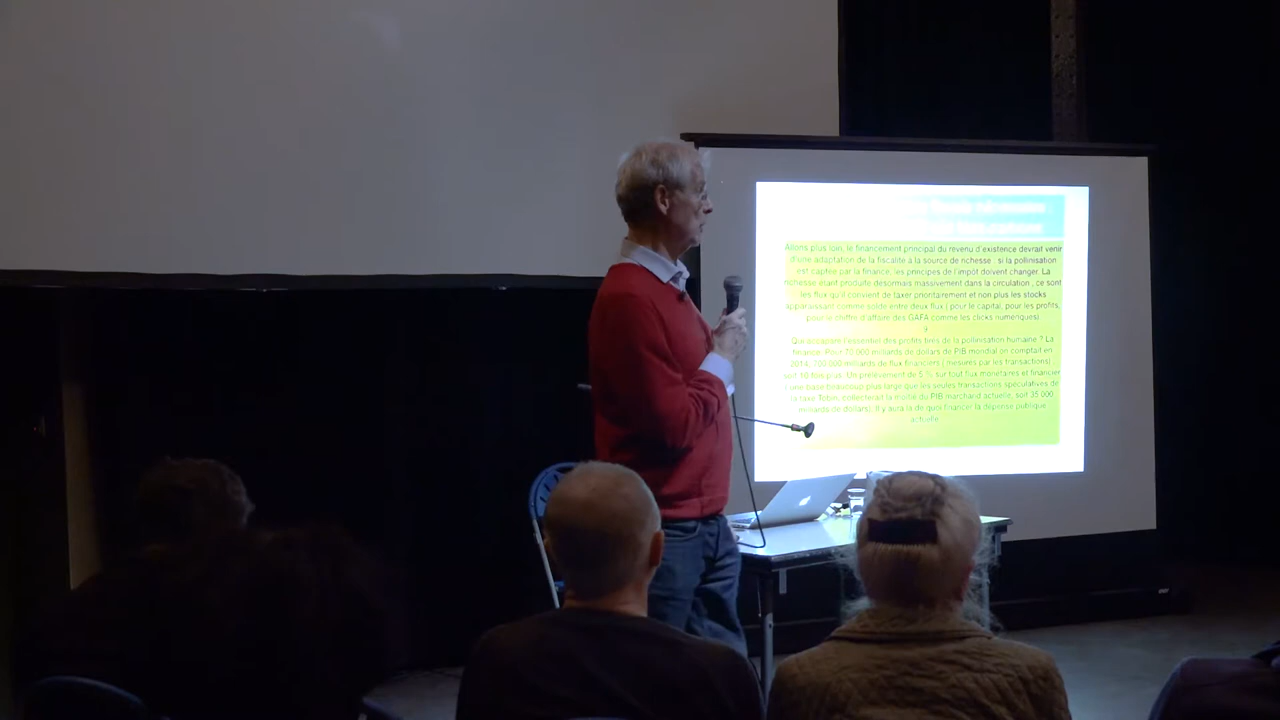 Allons plus loin, le financement principal du revenu d'existence devrait venir
d'une adaptation de la fiscalité à la source de richesse : si la pollinisation
est captée par la finance, les principes de l'impôt doivent changer. La
richesse étant produite désormais massivement dans la circulation , ce sont
les flux qu'il convient de taxer prioritairement et non plus les stocks
apparaissant comme solde entre deux flux ( pour le capital, pour les profits,
pour le chiffre d'affaire des GAFA comme les clicks numériques)
Qui accapare l'essentiel des profits tirés de la pollinisation humaine ? La
finance. Pour 70.000 milliards de dollars de PIB mondial on comptait en
2014, 700.000 milliards de flux financiers ( mesurés par les transactions)
soit 10 fois plus. Un prélèvement de 5 % sur tout flux monétaires et financier
( une base beaucoup plus large que les seules transactions spéculatives de
la taxe Tobin, collecterait la moitié du PIB marchand actuelle, soit 35.000
milliards de dollars). Il y aura là de quoi financer la dépense publique
actuelle